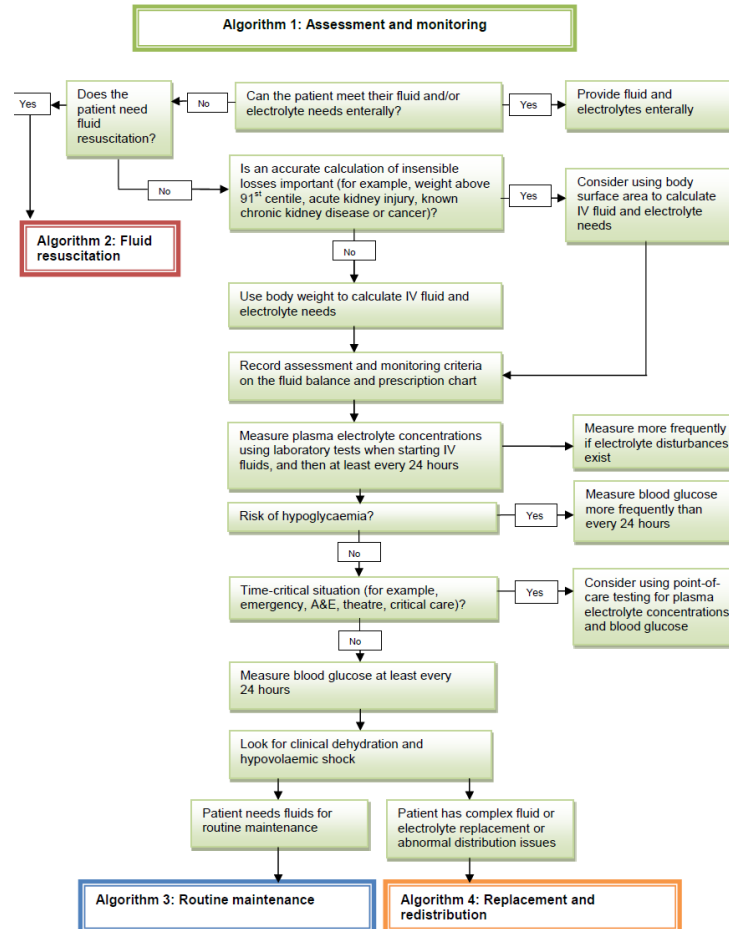 Algorithm 1: Assessment and monitoring
Does the
patient need
fluid
resuscitation?
Yes
No
Can the patient meet their fluid and/or
electrolyte needs enterally?
Yes
Provide fluid and
electrolytes enterally
No
Is an accurate calculation of insensible
losses important (for example, weight above
91st centile, acute kidney injury, known
chronic kidney disease or cancer)?
Yes
Consider using body
surface area to calculate
IV fluid and electrolyte
needs
Algorithm 2: Fluid
resuscitation
No
Use body weight to calculate IV fluid and
electrolyte needs
Record assessment and monitoring criteria
on the fluid balance and prescription chart
Measure plasma electrolyte concentrations
using laboratory tests when starting IV
fluids, and then at least every 24 hours
Measure more frequently
if electrolyte disturbances
exist
Risk of hypoglycaemia?
Yes
Measure blood glucose
more frequently than
every 24 hours
No
Time-critical situation (for example,
emergency, A&E, theatre, critical care)?
Yes
Consider using point-of-
care testing for plasma
electrolyte concentrations
and blood glucose
No
Measure blood glucose at least every
24 hours
Look for clinical dehydration and
hypovolaemic shock
Patient needs fluids for
routine maintenance
Patient has complex fluid or
electrolyte replacement or
abnormal distribution issues
Algorithm 3: Routine maintenance
Algorithm 4: Replacement and
redistribution